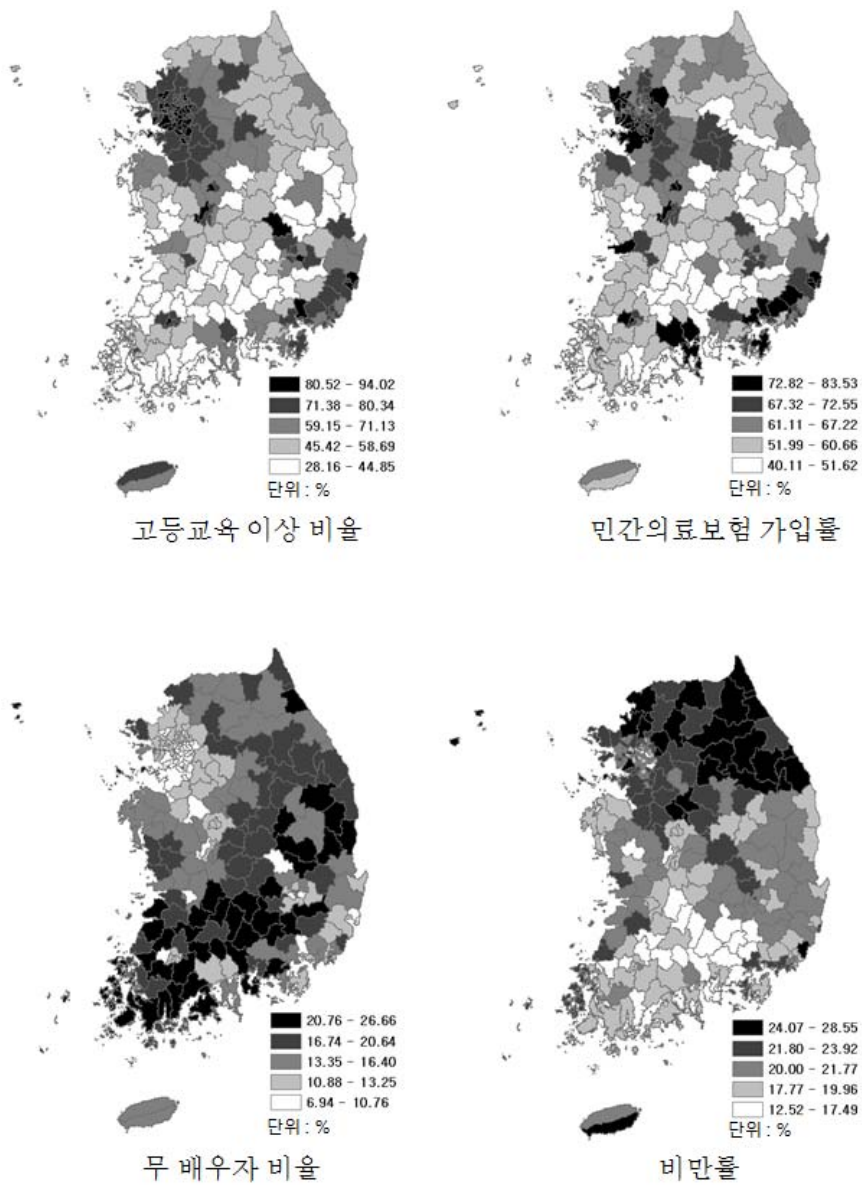 80.52 - 94.02
71.38 - 80.34
59.15 - 71.13
45.42 - 58.69
28.16 - 44.85
단위 : %
고등교육 이상 비율
72.82 - 83.53
67.32 - 72.55
61.11 - 67.22
51.99 - 60.66
40.11 - 51.62
단위 : %
민간의료보험 가입률
20.76 - 26.66
16.74 - 20.64
13.35 - 16.40
10.88 - 13.25
6.94 - 10.76
단위 : %
무 배우자 비율
24.07 - 28.55
21.80 - 23.92
20.00 - 21.77
17.77 - 19.96
12.52 - 17.49
단위 : %
비만률